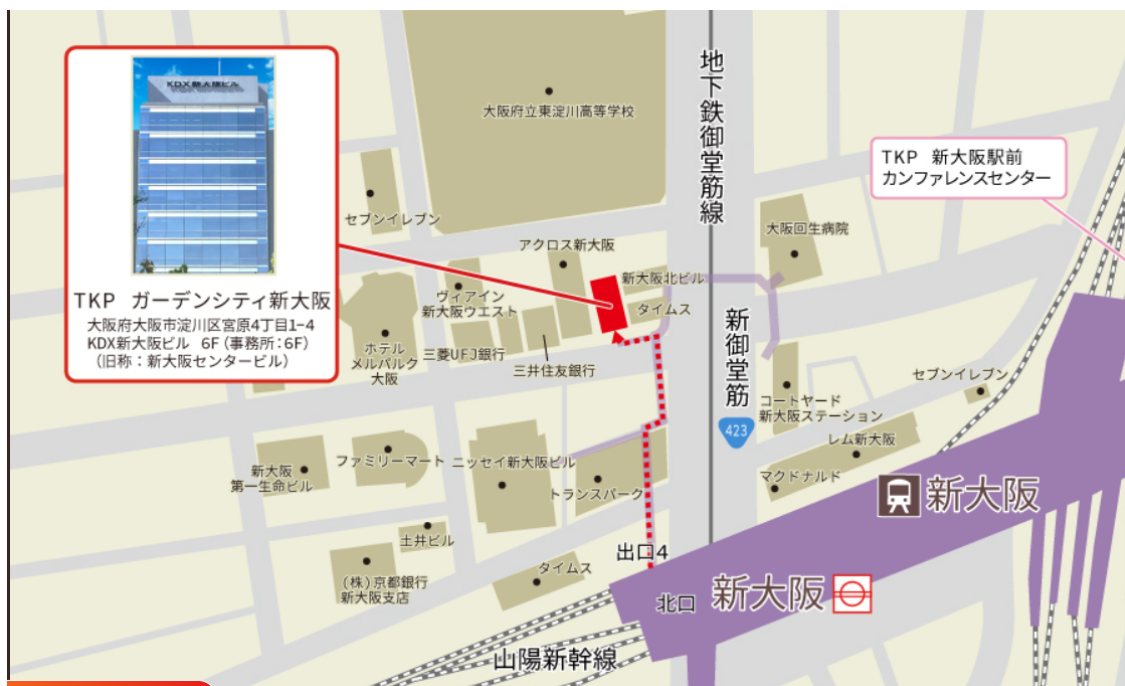 KDX新大阪ビル
TKP ガーデンシティ新大阪
大阪府大阪市淀川区宮原4丁目1−4
KDX新大阪ビル 6F（事務所：6F）
（旧称：新大阪センタービル）
大阪府立東淀川高等学校
地下鉄御堂筋線
TKP 新大阪駅前
カンファレンスセンター
セブンイレブン
アクロス新大阪
大阪回生病院
新大阪北ビル
タイムス
ヴィアイン
新大阪ウエスト
新御堂筋
423
ホテル
メルパルク
大阪
三菱UFJ銀行
三井住友銀行
コートヤード
新大阪ステーション
セブンイレブン
レム新大阪
マクドナルド
新大阪
第一生命ビル
ファミリーマート
ニッセイ新大阪ビル
トランスパーク
新大阪
土井ビル
出口4
タイムス
（株）京都銀行
新大阪支店
北口
新大阪
山陽新幹線